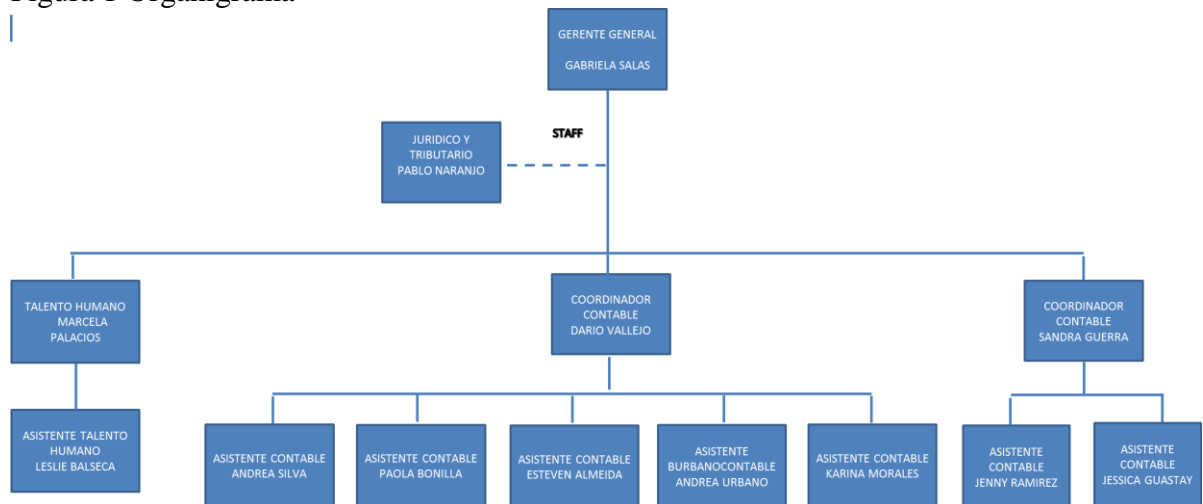 Figura 1 Organigrama
GERENTE GENERAL
GABRIELA SALAS
STAFF
JURIDICO Y
TRIBUTARIO
PABLO NARANJO
TALENTO HUMANO
MARCELA
PALACIOS
COORDINADOR
CONTABLE
DARIO VALLEJO
COORDINADOR
CONTABLE
SANDRA GUERRA
ASISTENTE TALENTO
HUMANO
LESLIE BALSECA
ASISTENTE CONTABLE
ANDREA SILVA
ASISTENTE CONTABLE
PAOLA BONILLA
ASISTENTE CONTABLE
ESTEVEN ALMEIDA
ASISTENTE
BURBANOCONTABLE
ANDREA URBANO
ASISTENTE CONTABLE
KARINA MORALES
ASISTENTE
CONTABLE
JENNY RAMIREZ
ASISTENTE
CONTABLE
JESSICA GUASTAY